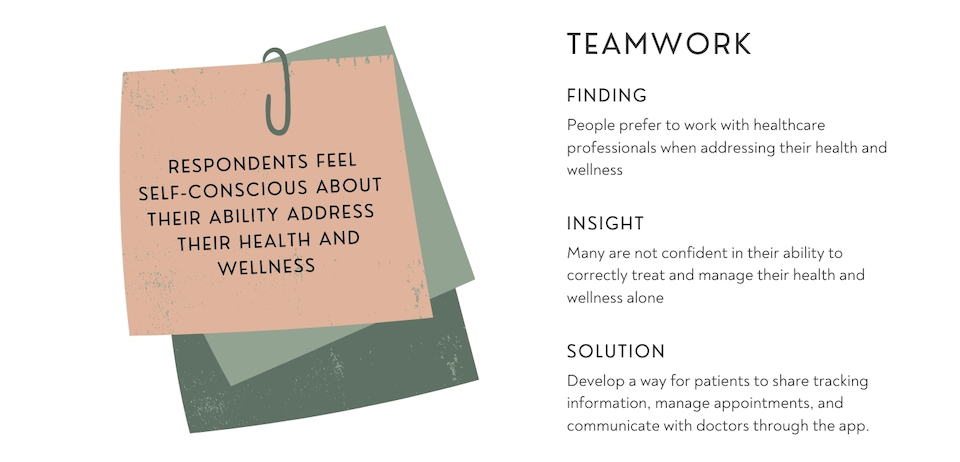 RESPONDENTS FEEL
SELF-CONSCIOUS ABOUT
THEIR ABILITY ADDRESS
THEIR HEALTH AND
WELLNESS
TEAMWORK
FINDING
People prefer to work with healthcare
professionals when addressing their health and
wellness
INSIGHT
Many are not confident in their ability to
correctly treat and manage their health and
wellness alone
SOLUTION
Develop a way for patients to share tracking
information, manage appointments, and
communicate with doctors through the app.